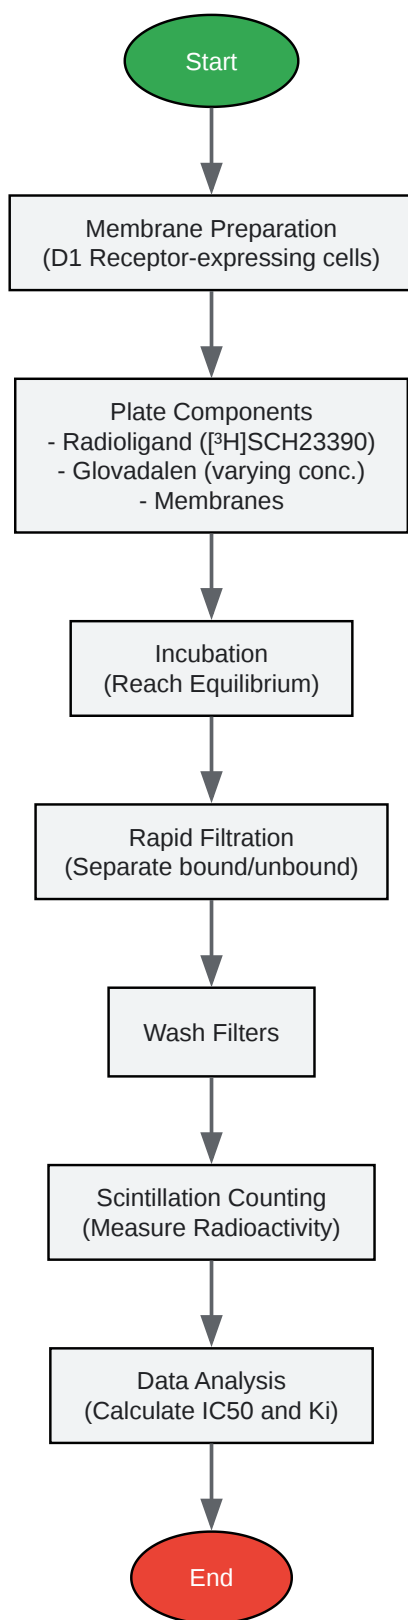 Start
Membrane Preparation
(D1 Receptor-expressing cells)
Plate Components
- Radioligand ([³H]SCH23390)
- Glovadalen (varying conc.)
- Membranes
Incubation
(Reach Equilibrium)
Rapid Filtration
(Separate bound/unbound)
Wash Filters
Scintillation Counting
(Measure Radioactivity)
Data Analysis
(Calculate IC50 and Ki)
End